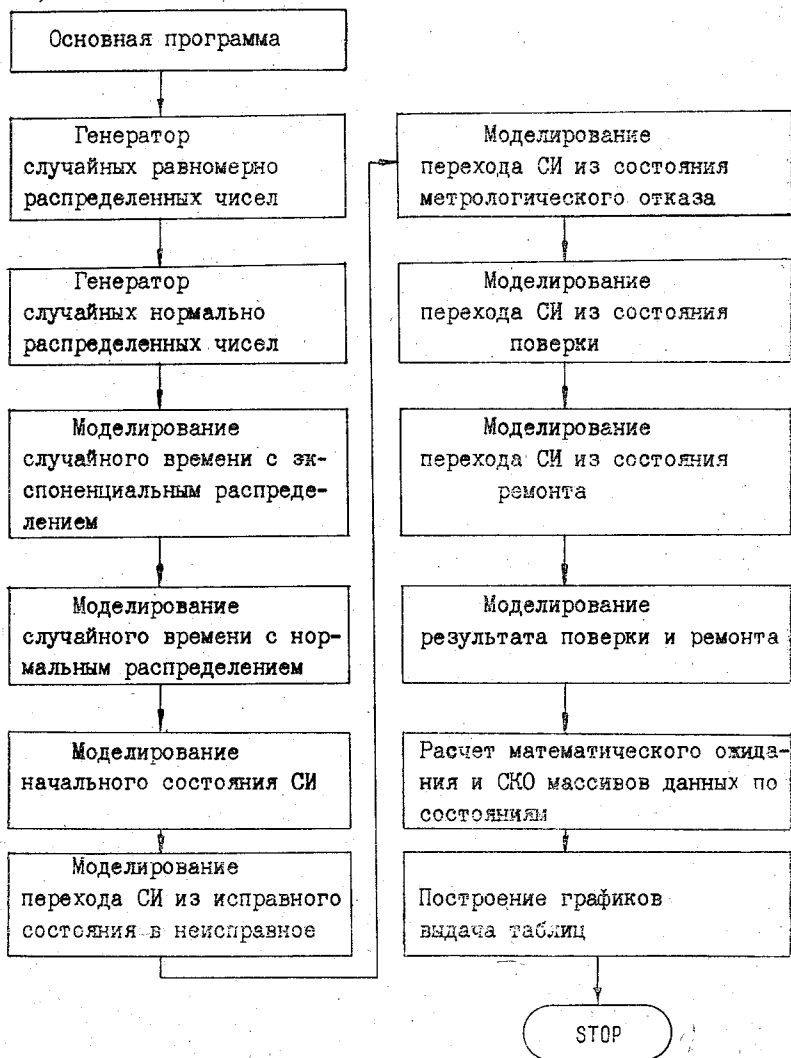 Основная программа
Генератор
случайных равномерно
распределенных чисел
Генератор
случайных нормально
распределенных чисел
Моделирование
случайного времени с эк-
споненциальным распреде-
лением
Моделирование
случайного времени с нор-
мальным распределением
Моделирование
начального состояния СИ
Моделирование
перехода СИ из исправного
состояния в неисправное
Моделирование
перехода СИ из состояния
метрологического отказа
Моделирование
перехода СИ из состояния
поверки
Моделирование
перехода СИ из состояния
ремонта
Моделирование
результата поверки и ремонта
Расчет математического ожида-
ния и СКО массивов данных по
состояниям
Построение графиков
выдача таблиц
STOP